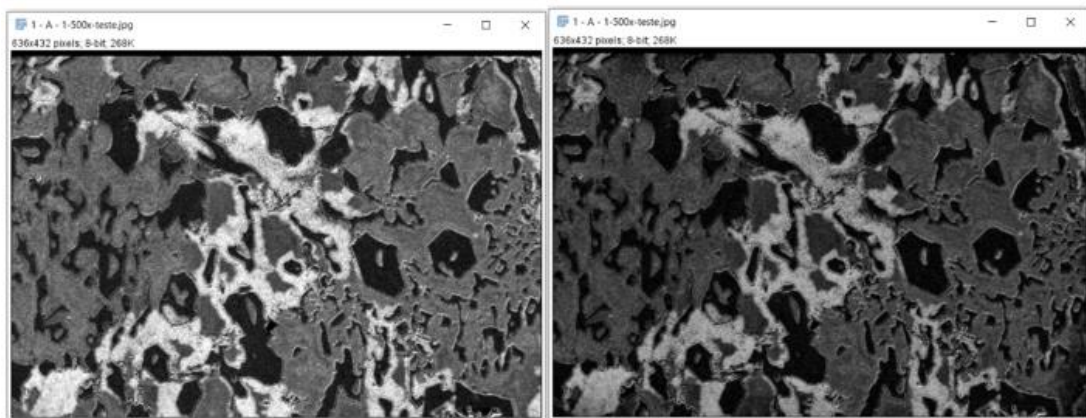 1 - A - 1-500x-teste.jpg
636x432 pixels; 8-bit; 268K
1 - A - 1-500x-teste.jpg
636x432 pixels; 8-bit; 268K